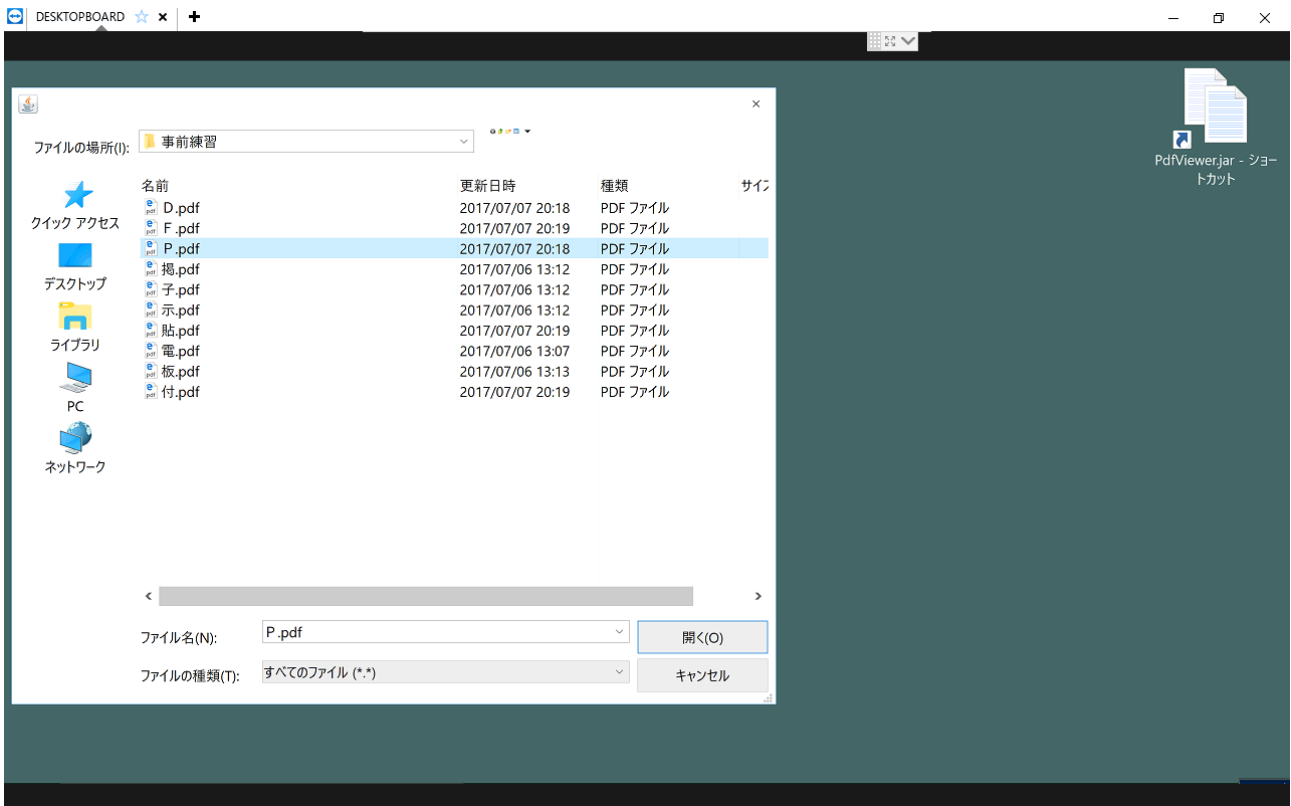 DESKTOPBOARD
PdfViewer.jar - ショー
トカット
ファイルの場所(I):
事前練習
名前 更新日時 種類 サイズ
D.pdf 2017/07/07 20:18 PDF ファイル
F.pdf 2017/07/07 20:19 PDF ファイル
P.pdf 2017/07/07 20:18 PDF ファイル
掲.pdf 2017/07/06 13:12 PDF ファイル
子.pdf 2017/07/06 13:12 PDF ファイル
示.pdf 2017/07/06 13:12 PDF ファイル
貼.pdf 2017/07/07 20:19 PDF ファイル
電.pdf 2017/07/06 13:07 PDF ファイル
板.pdf 2017/07/06 13:13 PDF ファイル
付.pdf 2017/07/07 20:19 PDF ファイル
クイック アクセス
デスクトップ
ライブラリ
PC
ネットワーク
ファイル名(N):
P.pdf
開く(O)
ファイルの種類(T):
すべてのファイル (*.*)
キャンセル